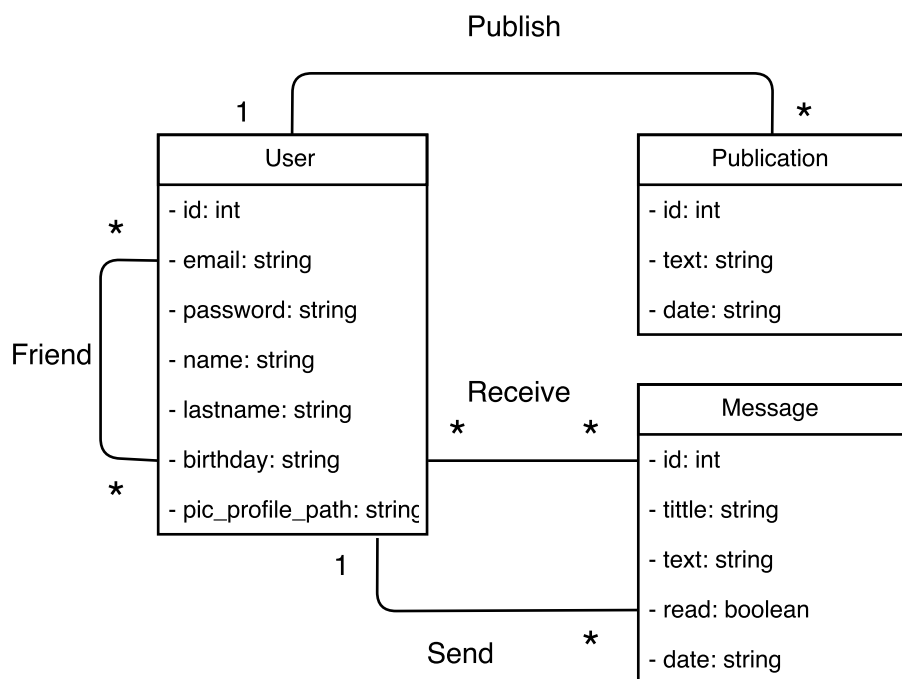 Publish
1
*
User
- id: int
- email: string
- password: string
- name: string
- lastname: string
- birthday: string
- pic_profile_path: string
Publication
- id: int
- text: string
- date: string
*
Friend
*
Receive
*
*
Message
- id: int
- tittle: string
- text: string
- read: boolean
- date: string
1
*
Send